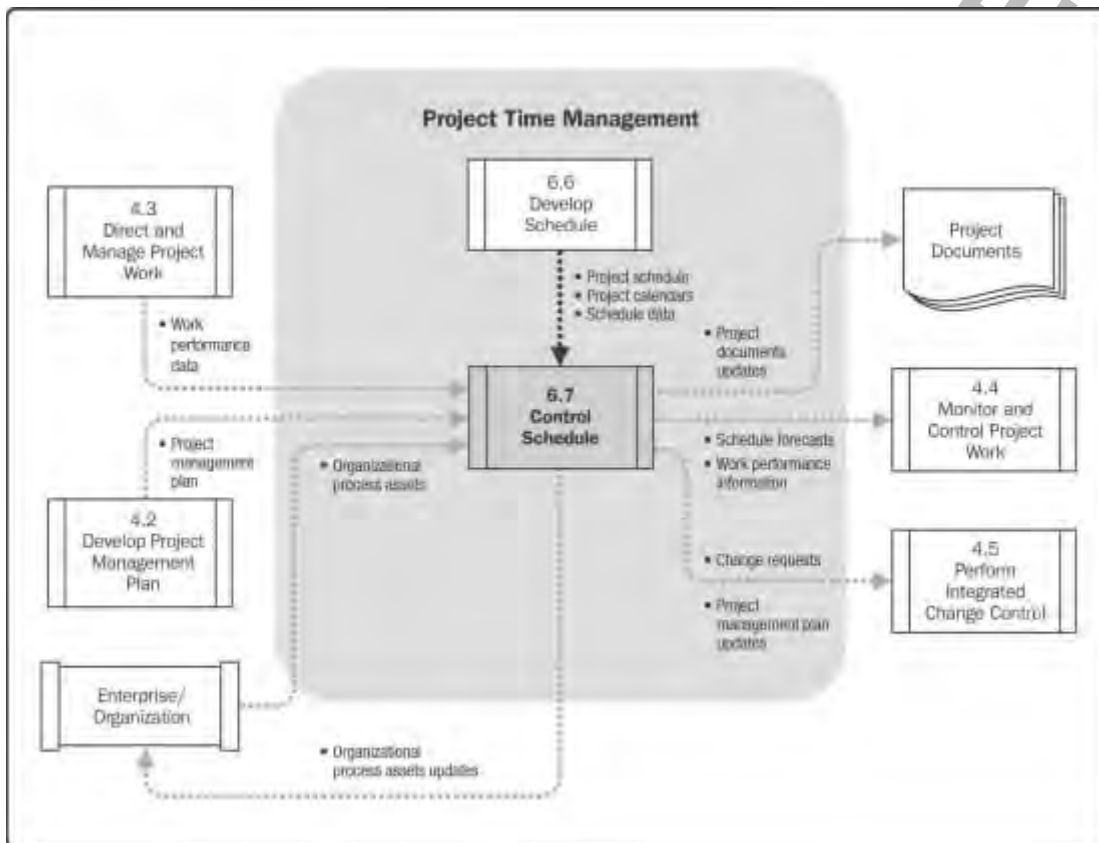 Project Time Management
6.6
Develop
Schedule
4.3
Direct and
Manage Project
Work
Project
Documents
• Project schedule
• Project calendars
• Schedule data
• Work
performance
data
• Project
documents
updates
6.7
Control
Schedule
4.4
Monitor and
Control Project
Work
• Project
management
plan
• Organizational
process assets
• Schedule forecasts
• Work performance
information
4.2
Develop Project
Management
Plan
4.5
Perform
Integrated
Change Control
• Change requests
• Project
management plan
updates
Enterprise/
Organization
• Organizational
process assets updates